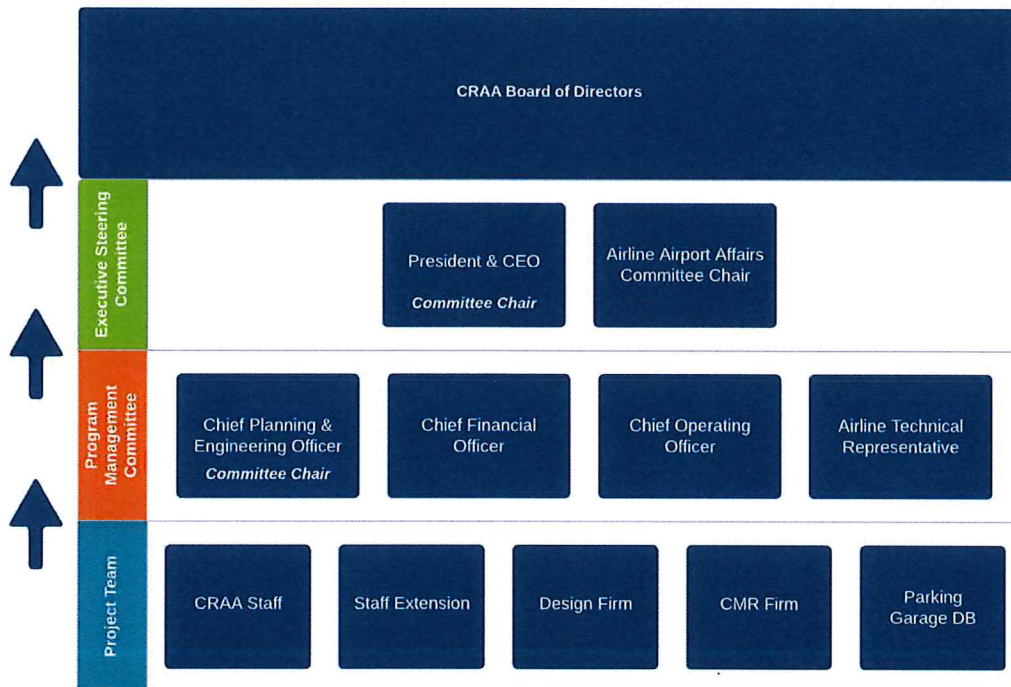 CRAA Board of Directors
Executive Steering
Committee
President & CEO
Committee Chair
Airline Airport Affairs
Committee Chair
Program
Management
Committee
Chief Planning &
Engineering Officer
Committee Chair
Chief Financial
Officer
Chief Operating
Officer
Airline Technical
Representative
Project Team
CRAA Staff
Staff Extension
Design Firm
CMR Firm
Parking
Garage DB